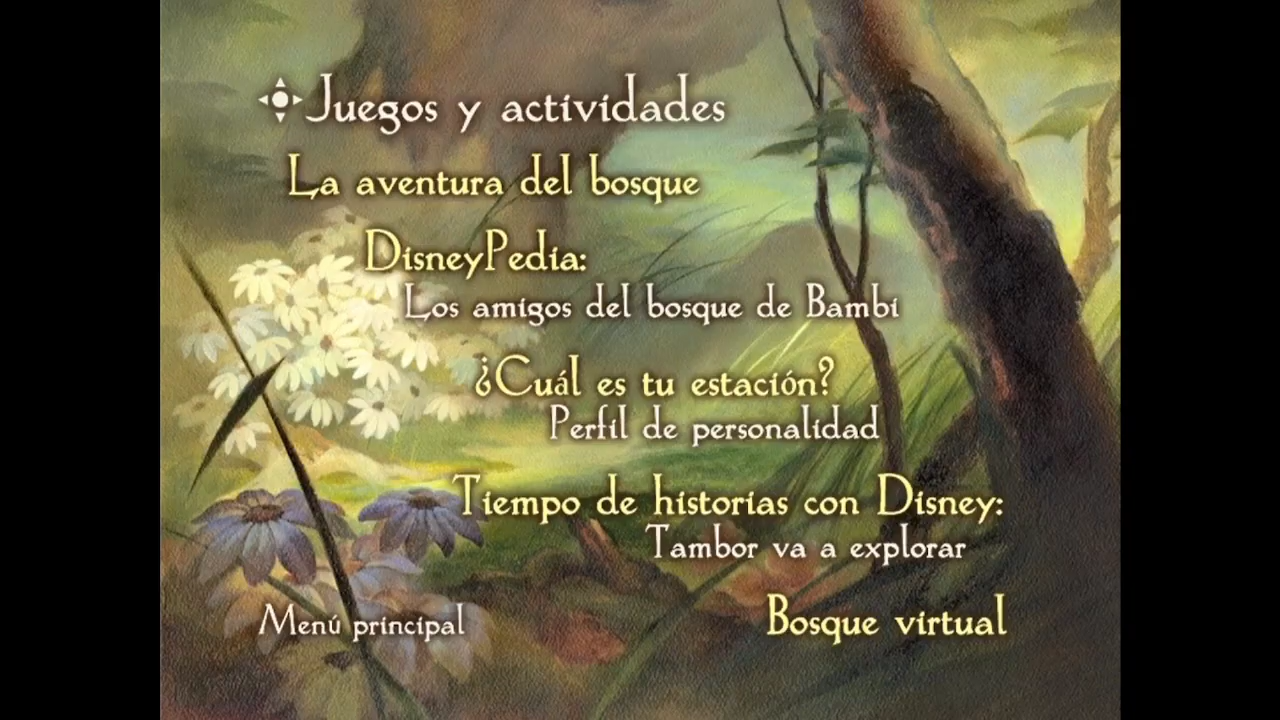 Juegos y actividades
La aventura del bosque
DisneyPedia:
Los amigos del bosque de Bambi
¿Cuál es tu estación?
Perfil de personalidad
Tiempo de historias con Disney:
Tambor va a explorar
Menú principal
Bosque virtual